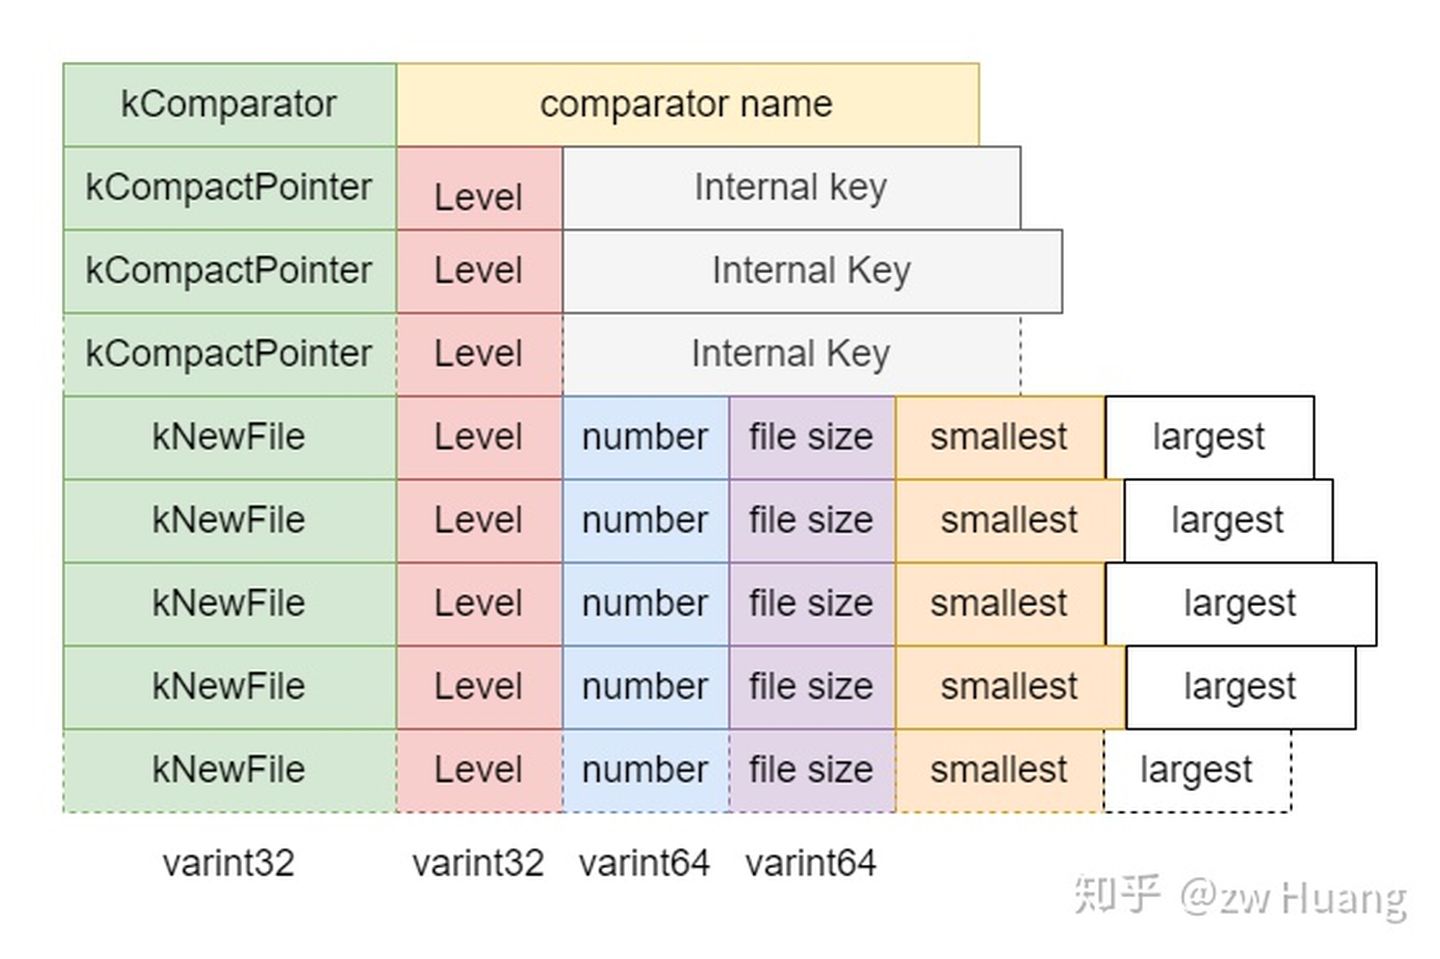 kComparator comparator name
kCompactPointer Level Internal key
kCompactPointer Level Internal Key
kCompactPointer Level Internal Key
kNewFile Level number file size smallest largest
kNewFile Level number file size smallest largest
kNewFile Level number file size smallest largest
kNewFile Level number file size smallest largest
kNewFile Level number file size smallest largest
varint32 varint32 varint64 varint64
知乎 @zw Huang